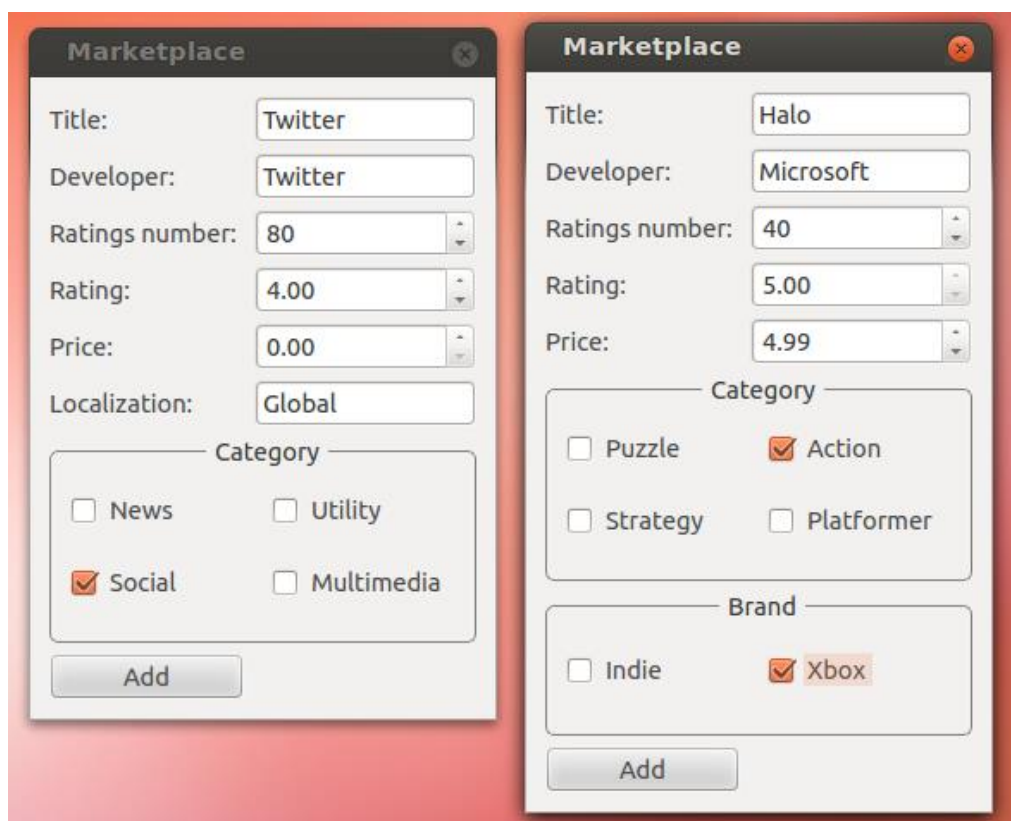 Marketplace
Title: Twitter
Developer: Twitter
Ratings number: 80
Rating: 4.00
Price: 0.00
Localization: Global
Category
News Utility
Social Multimedia
Add
Marketplace
Title: Halo
Developer: Microsoft
Ratings number: 40
Rating: 5.00
Price: 4.99
Category
Puzzle Action
Strategy Platformer
Brand
Indie Xbox
Add